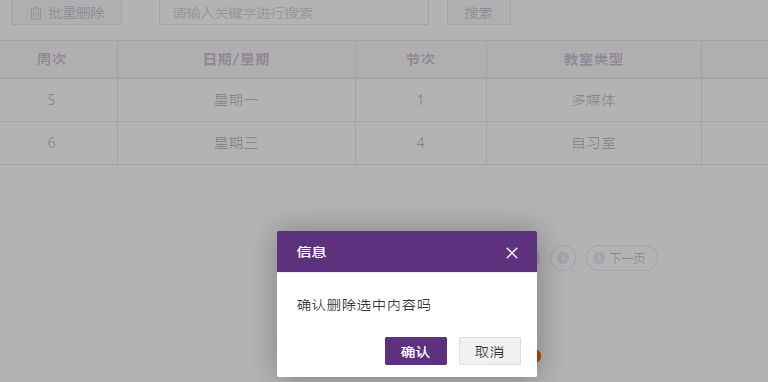 批量删除 请输入关键字进行搜索 搜索
周次 日期/星期 节次 教室类型
5 星期一 1 多媒体
6 星期三 4 自习室
信息
下一页
确认删除选中内容吗
确认 取消